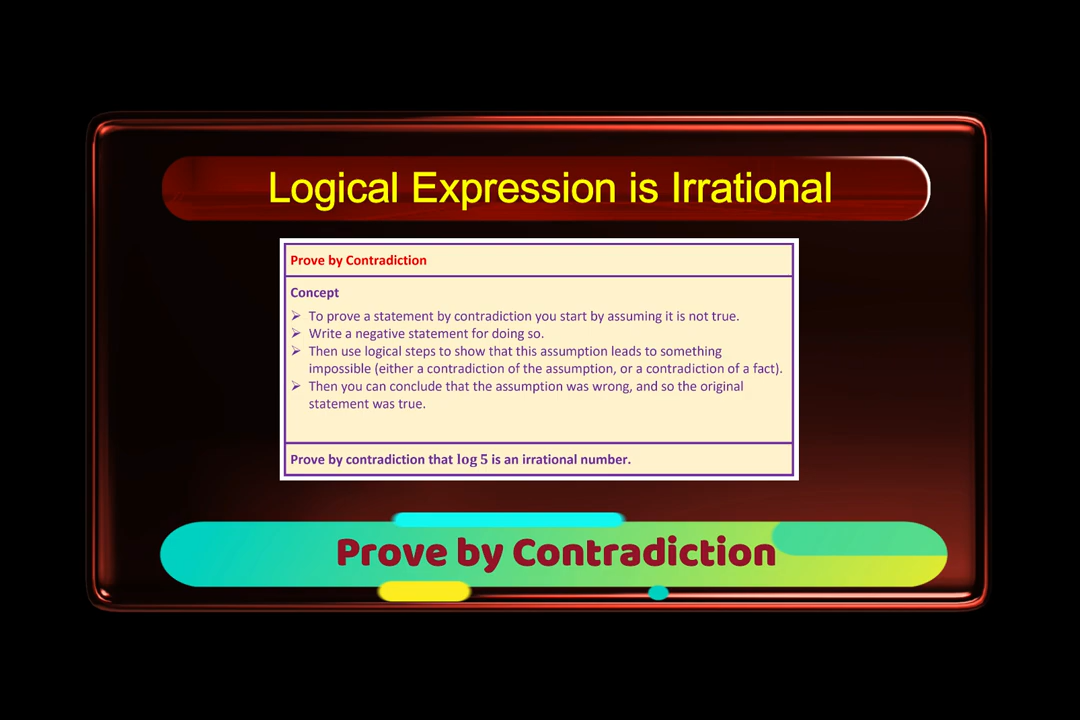 Logical Expression is Irrational
Prove by Contradiction
Concept
➢ To prove a statement by contradiction you start by assuming it is not true.
➢ Write a negative statement for doing so.
➢ Then use logical steps to show that this assumption leads to something
impossible (either a contradiction of the assumption, or a contradiction of a fact).
➢ Then you can conclude that the assumption was wrong, and so the original
statement was true.
Prove by contradiction that log 5 is an irrational number.
Prove by Contradiction